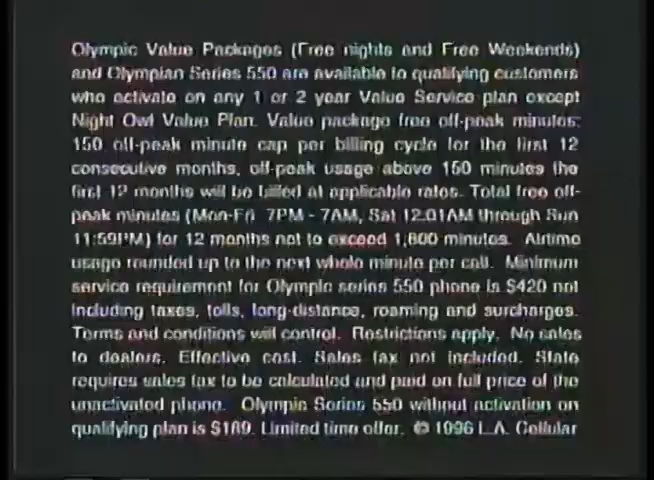 Olympic Value Packages (Free nights and Free Weekends)
and Olympian Series 550 are available to qualifying customers
who activate on any 1 or 2 year Value Service plan except
Night Owl Value Plan. Value package free off-peak minutes:
150 off-peak minute cap per billing cycle for the first 12
consecutive months, off-peak usage above 150 minutes the
first 12 months will be billed at applicable rates. Total free off-
peak minutes (Mon-Fri 7PM - 7AM, Sat 12:01AM through Sun
11:59PM) for 12 months not to exceed 1,800 minutes. Airtime
usage rounded up to the next whole minute per call. Minimum
service requirement for Olympic series 550 phone is $420 not
including taxes, tolls, long-distance, roaming and surcharges.
Terms and conditions will control. Restrictions apply. No sales
to dealers. Effective cost. Sales tax not included. State
requires sales tax to be calculated and paid on full price of the
unactivated phone. Olympic Series 550 without activation on
qualifying plan is $189. Limited time offer. © 1996 L.A. Cellular